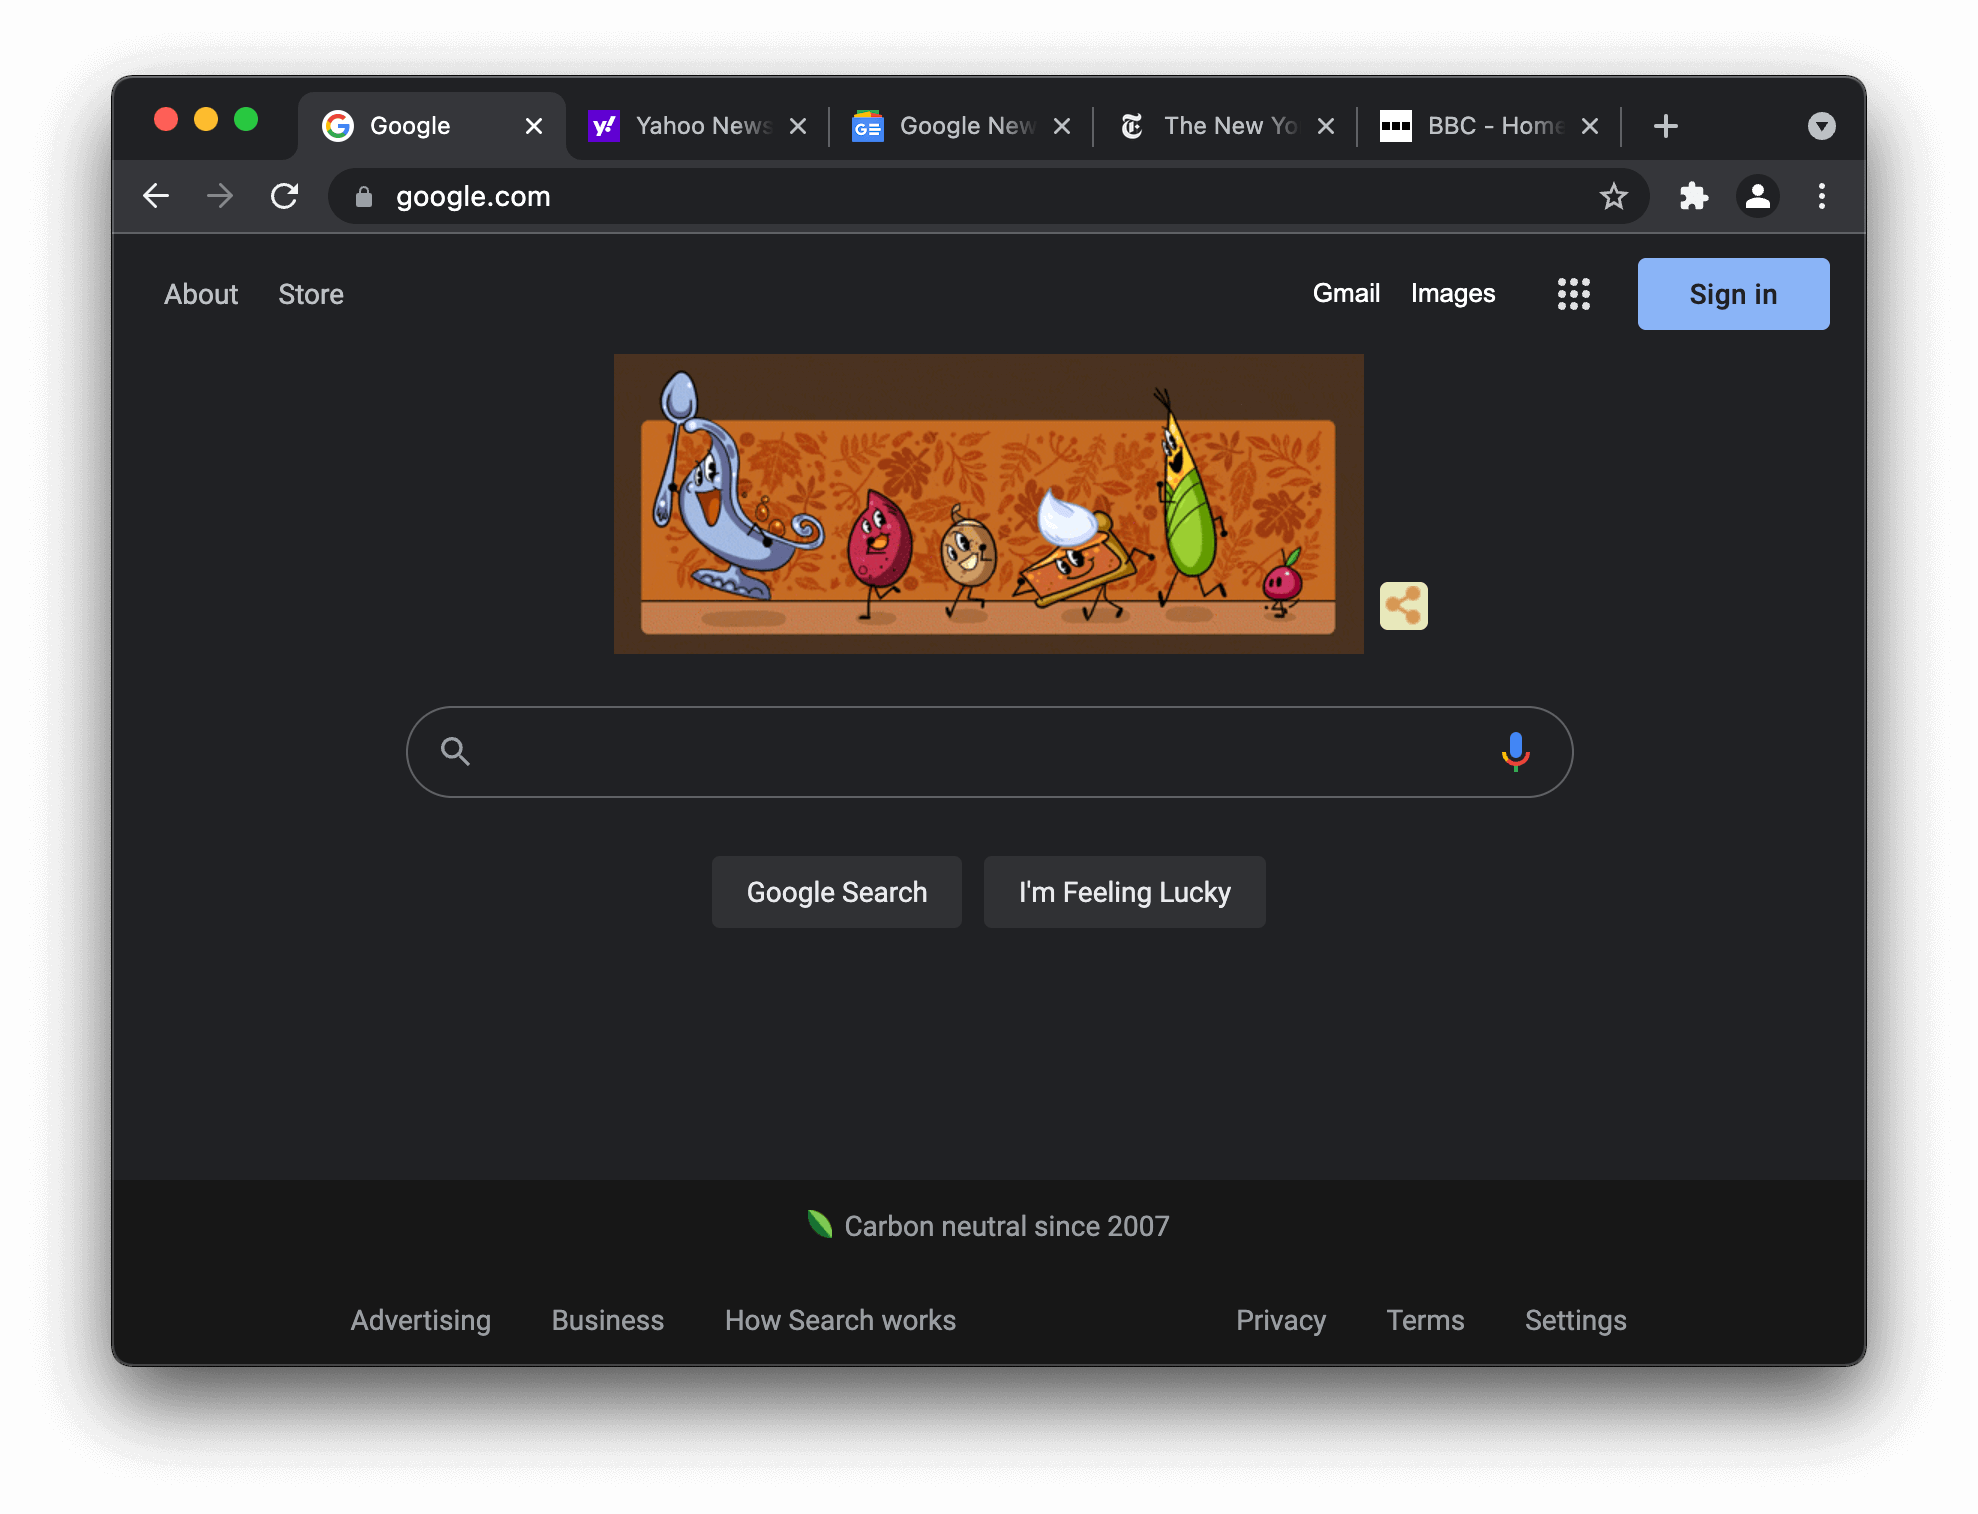 Google
Yahoo News
Google New
The New Yo
BBC - Home
google.com
About
Store
Gmail
Images
Sign in
Google Search
I'm Feeling Lucky
Carbon neutral since 2007
Advertising
Business
How Search works
Privacy
Terms
Settings